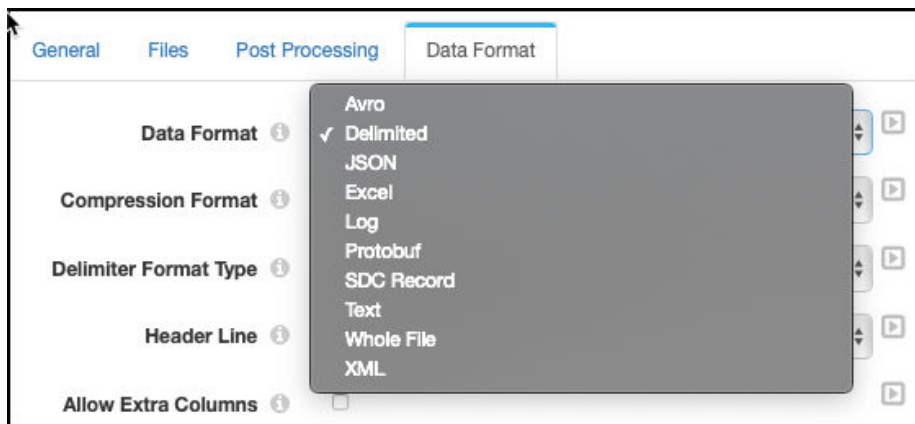 General Files Post Processing Data Format
Avro
Data Format ✓ Delimited
JSON
Compression Format Excel
Log
Protobuf
Delimiter Format Type SDC Record
Text
Header Line Whole File
XML
Allow Extra Columns